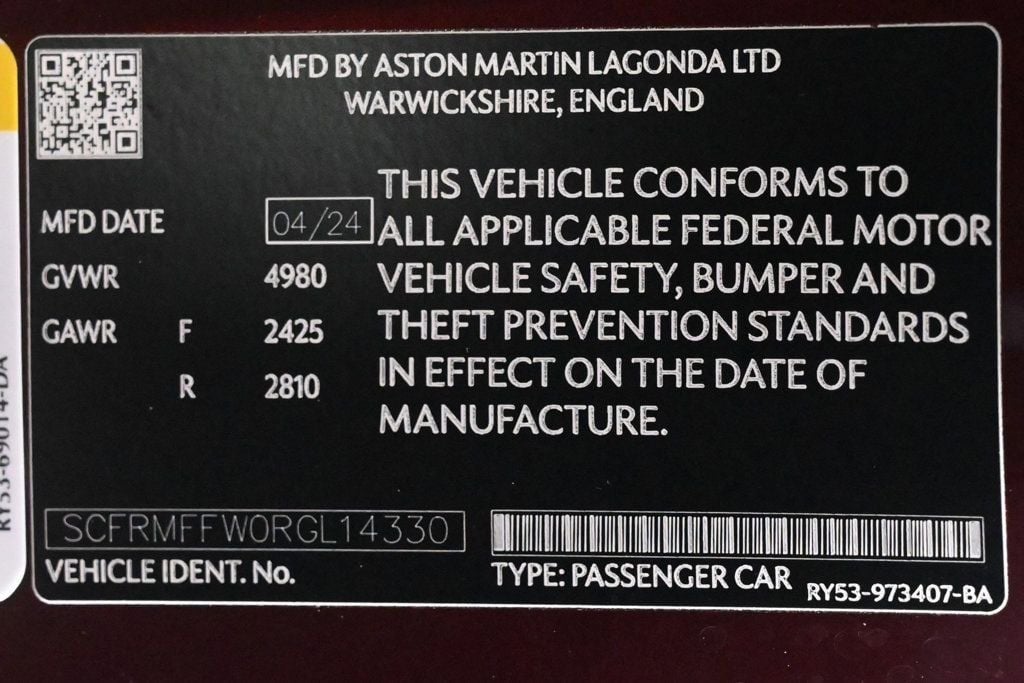 MFD BY ASTON MARTIN LAGONDA LTD
WARWICKSHIRE, ENGLAND
THIS VEHICLE CONFORMS TO
ALL APPLICABLE FEDERAL MOTOR
VEHICLE SAFETY, BUMPER AND
THEFT PREVENTION STANDARDS
IN EFFECT ON THE DATE OF
MANUFACTURE.
MFD DATE 04/24
GVWR 4980
GAWR F 2425
R 2810
SCFRMFFW0RGL14330
VEHICLE IDENT. No.
TYPE: PASSENGER CAR
RY53-973407-BA